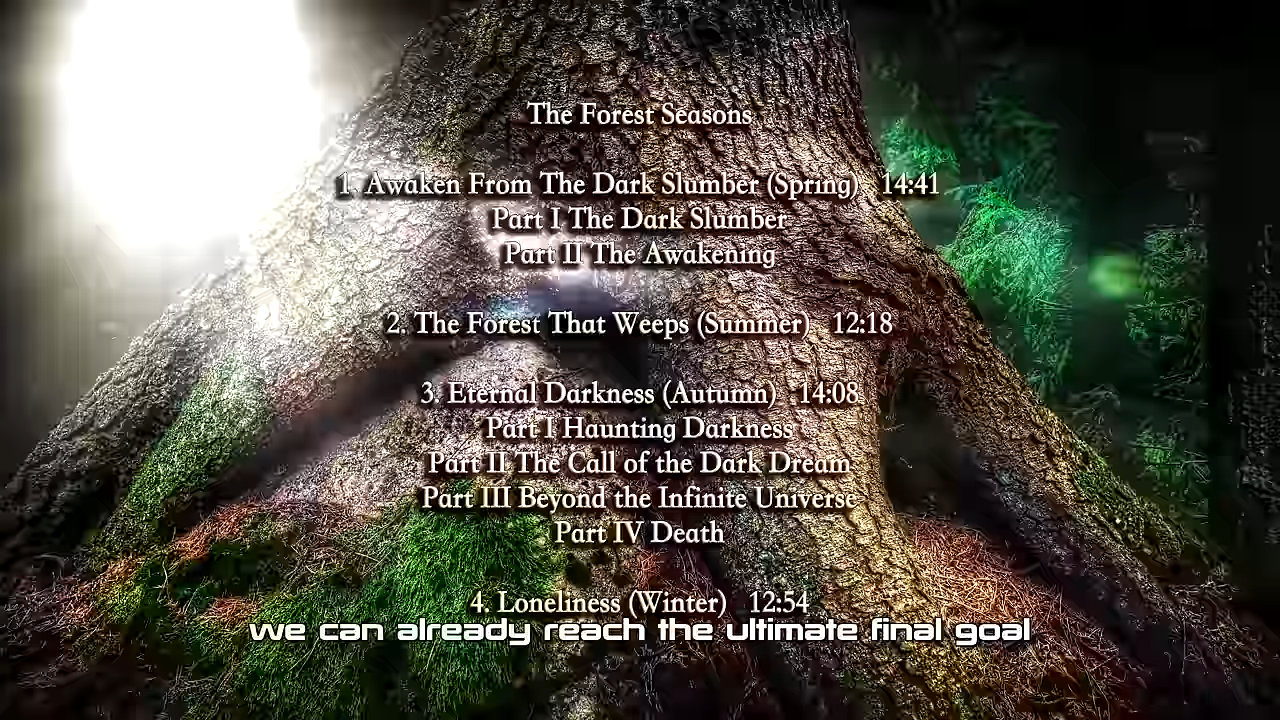 The Forest Seasons
1. Awaken From The Dark Slumber (Spring) 14:41
Part I The Dark Slumber
Part II The Awakening
2. The Forest That Weeps (Summer) 12:18
3. Eternal Darkness (Autumn) 14:08
Part I Haunting Darkness
Part II The Call of the Dark Dream
Part III Beyond the Infinite Universe
Part IV Death
4. Loneliness (Winter) 12:54
we can already reach the ultimate final goal